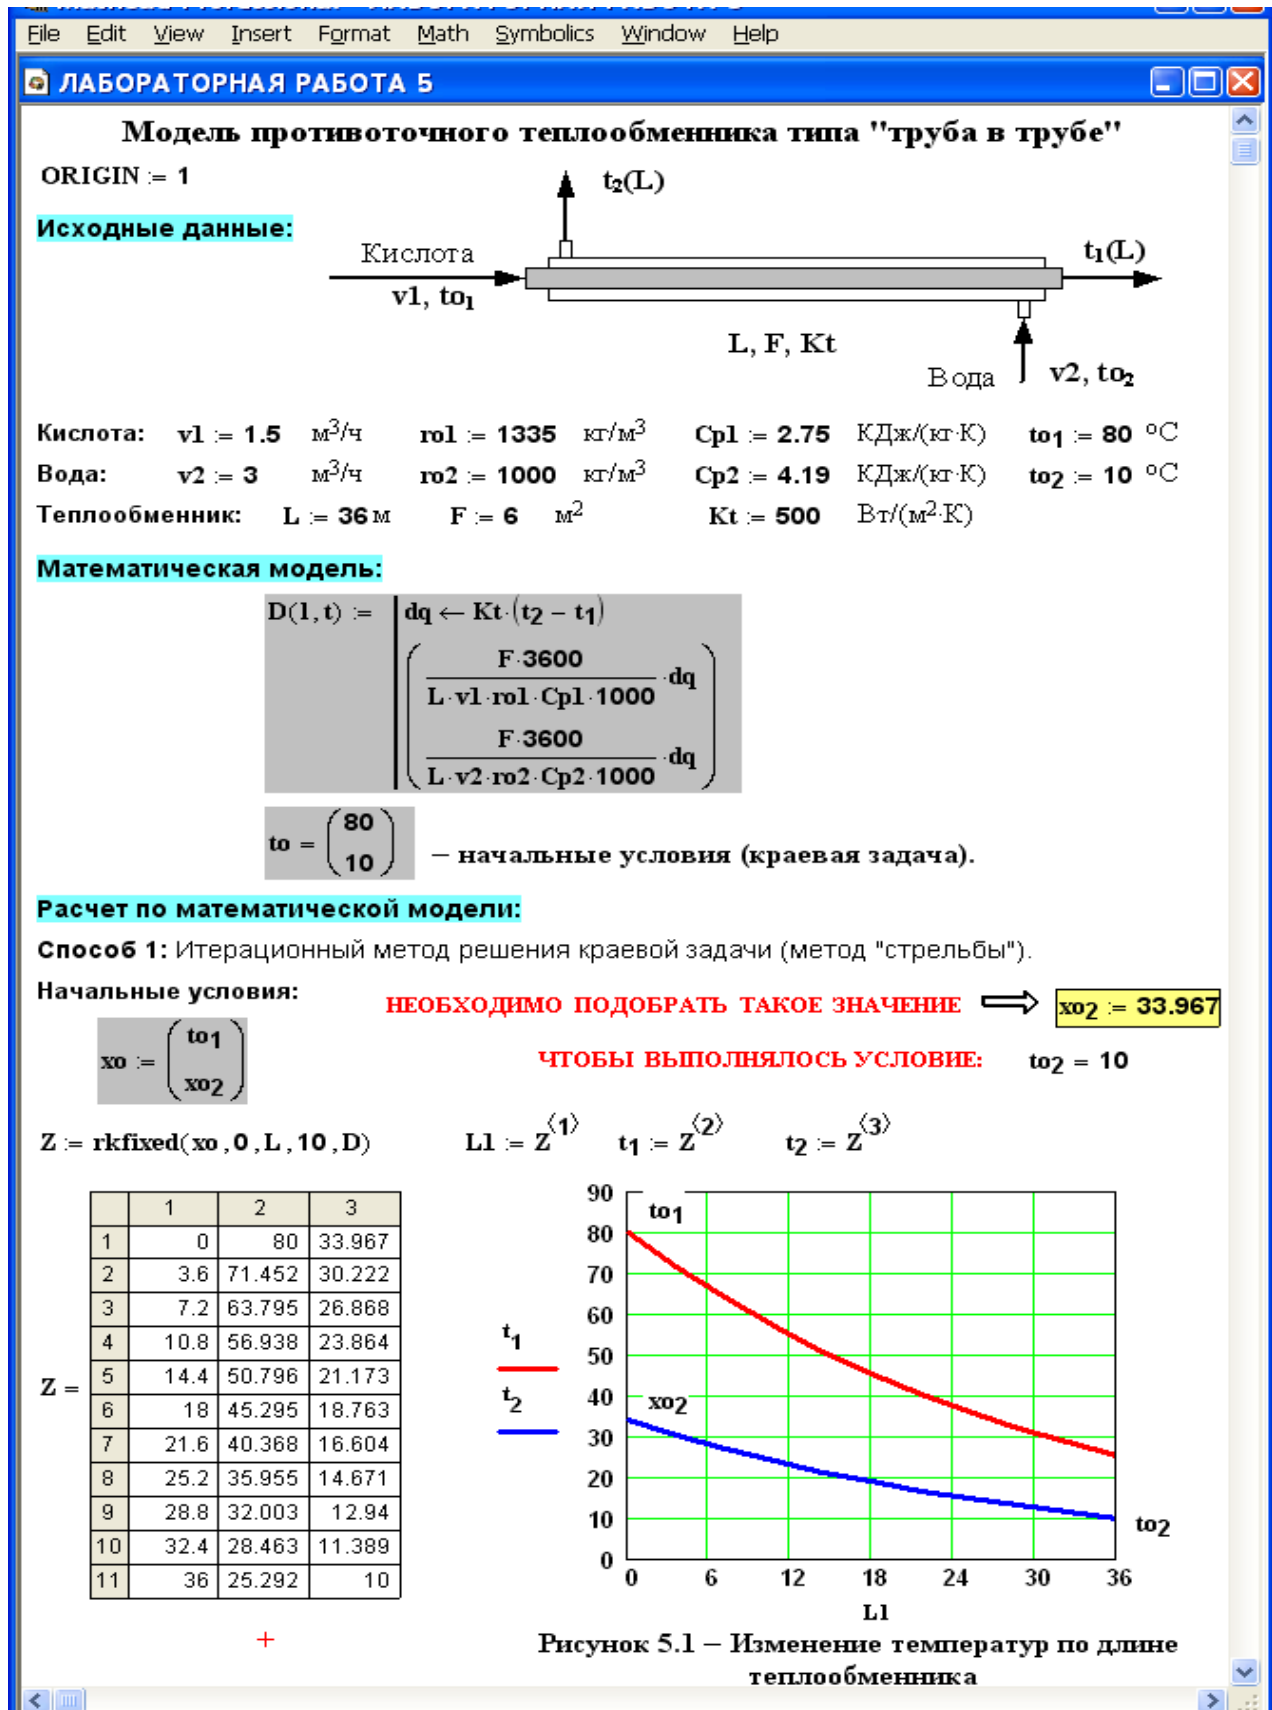 File Edit View Insert Format Math Symbolics Window Help
ЛАБОРАТОРНАЯ РАБОТА 5
Модель противоточного теплообменника типа "труба в трубе"
ORIGIN := 1
t2(L)
Исходные данные:
Кислота
t1(L)
v1, to1
L, F, Kt
Вода
v2, to2
Кислота: v1 := 1.5 м³/ч ro1 := 1335 кг/м³ Cp1 := 2.75 КДж/(кг·К) to1 := 80 °C
Вода: v2 := 3 м³/ч ro2 := 1000 кг/м³ Cp2 := 4.19 КДж/(кг·К) to2 := 10 °C
Теплообменник: L := 36 м F := 6 м² Kt := 500 Вт/(м²·К)
Математическая модель:
D(l,t) := dq ← Kt·(t2 − t1)
F·3600
L·v1·ro1·Cp1·1000
·dq
F·3600
L·v2·ro2·Cp2·1000
·dq
to = (80
10)
– начальные условия (краевая задача).
Расчет по математической модели:
Способ 1: Итерационный метод решения краевой задачи (метод "стрельбы").
Начальные условия:
НЕОБХОДИМО ПОДОБРАТЬ ТАКОЕ ЗНАЧЕНИЕ ⇒ xo2 := 33.967
xo := (to1
xo2)
ЧТОБЫ ВЫПОЛНЯЛОСЬ УСЛОВИЕ: to2 = 10
Z := rkfixed(xo, 0, L, 10, D) L1 := Z⟨1⟩ t1 := Z⟨2⟩ t2 := Z⟨3⟩
Z =
1 2 3
1 0 80 33.967
2 3.6 71.452 30.222
3 7.2 63.795 26.868
4 10.8 56.938 23.864
5 14.4 50.796 21.173
6 18 45.295 18.763
7 21.6 40.368 16.604
8 25.2 35.955 14.671
9 28.8 32.003 12.94
10 32.4 28.463 11.389
11 36 25.292 10
90
80
70
60
50
40
30
20
10
0
to1
t1
t2
xo2
to2
0 6 12 18 24 30 36
L1
Рисунок 5.1 – Изменение температур по длине
теплообменника